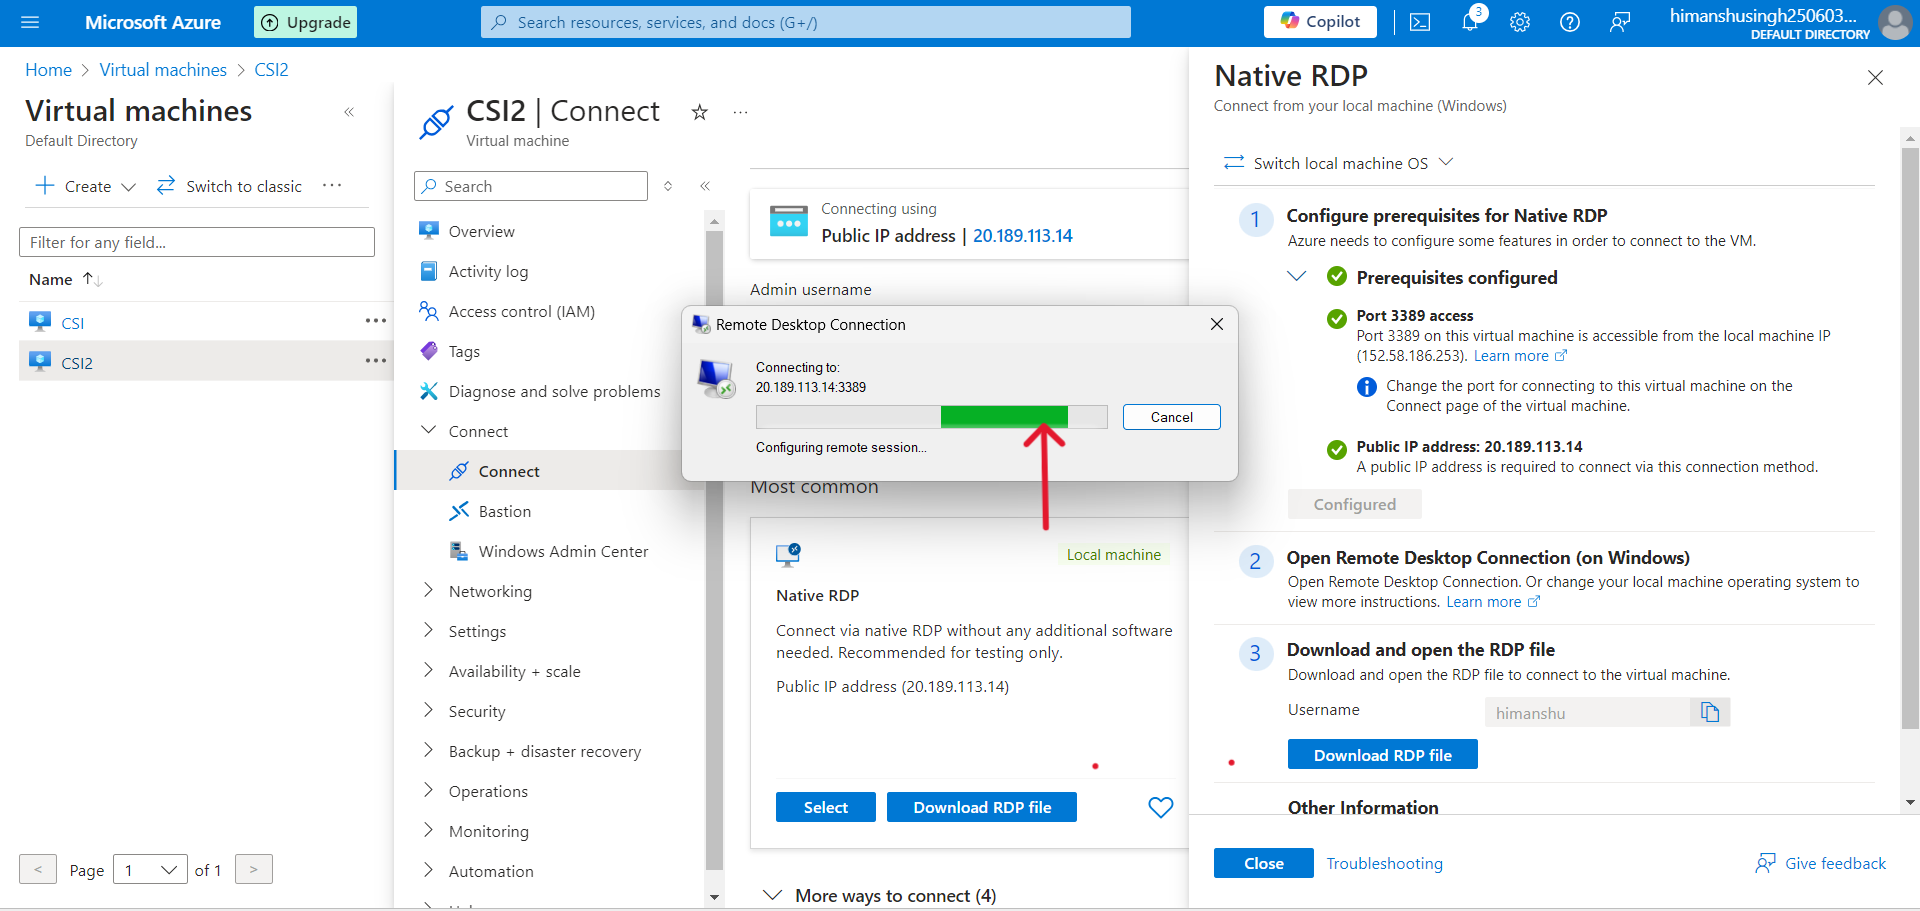 Microsoft Azure
Upgrade
Search resources, services, and docs (G+/)
Copilot
3
himanshusingh250603...
DEFAULT DIRECTORY
Home > Virtual machines > CSI2
Virtual machines
Default Directory
Create
Switch to classic
Filter for any field...
Name
CSI
CSI2
< Page 1 of 1 >
CSI2 | Connect
Virtual machine
Search
Overview
Activity log
Access control (IAM)
Tags
Diagnose and solve problems
Connect
Connect
Bastion
Windows Admin Center
Networking
Settings
Availability + scale
Security
Backup + disaster recovery
Operations
Monitoring
Automation
Connecting using
Public IP address | 20.189.113.14
Admin username
Remote Desktop Connection
Connecting to:
20.189.113.14:3389
Cancel
Configuring remote session...
Most common
Local machine
Native RDP
Connect via native RDP without any additional software
needed. Recommended for testing only.
Public IP address (20.189.113.14)
Select
Download RDP file
More ways to connect (4)
Native RDP
Connect from your local machine (Windows)
Switch local machine OS
1 Configure prerequisites for Native RDP
Azure needs to configure some features in order to connect to the VM.
Prerequisites configured
Port 3389 access
Port 3389 on this virtual machine is accessible from the local machine IP
(152.58.186.253). Learn more
Change the port for connecting to this virtual machine on the
Connect page of the virtual machine.
Public IP address: 20.189.113.14
A public IP address is required to connect via this connection method.
Configured
2 Open Remote Desktop Connection (on Windows)
Open Remote Desktop Connection. Or change your local machine operating system to
view more instructions. Learn more
3 Download and open the RDP file
Download and open the RDP file to connect to the virtual machine.
Username
himanshu
Download RDP file
Other Information
Close
Troubleshooting
Give feedback